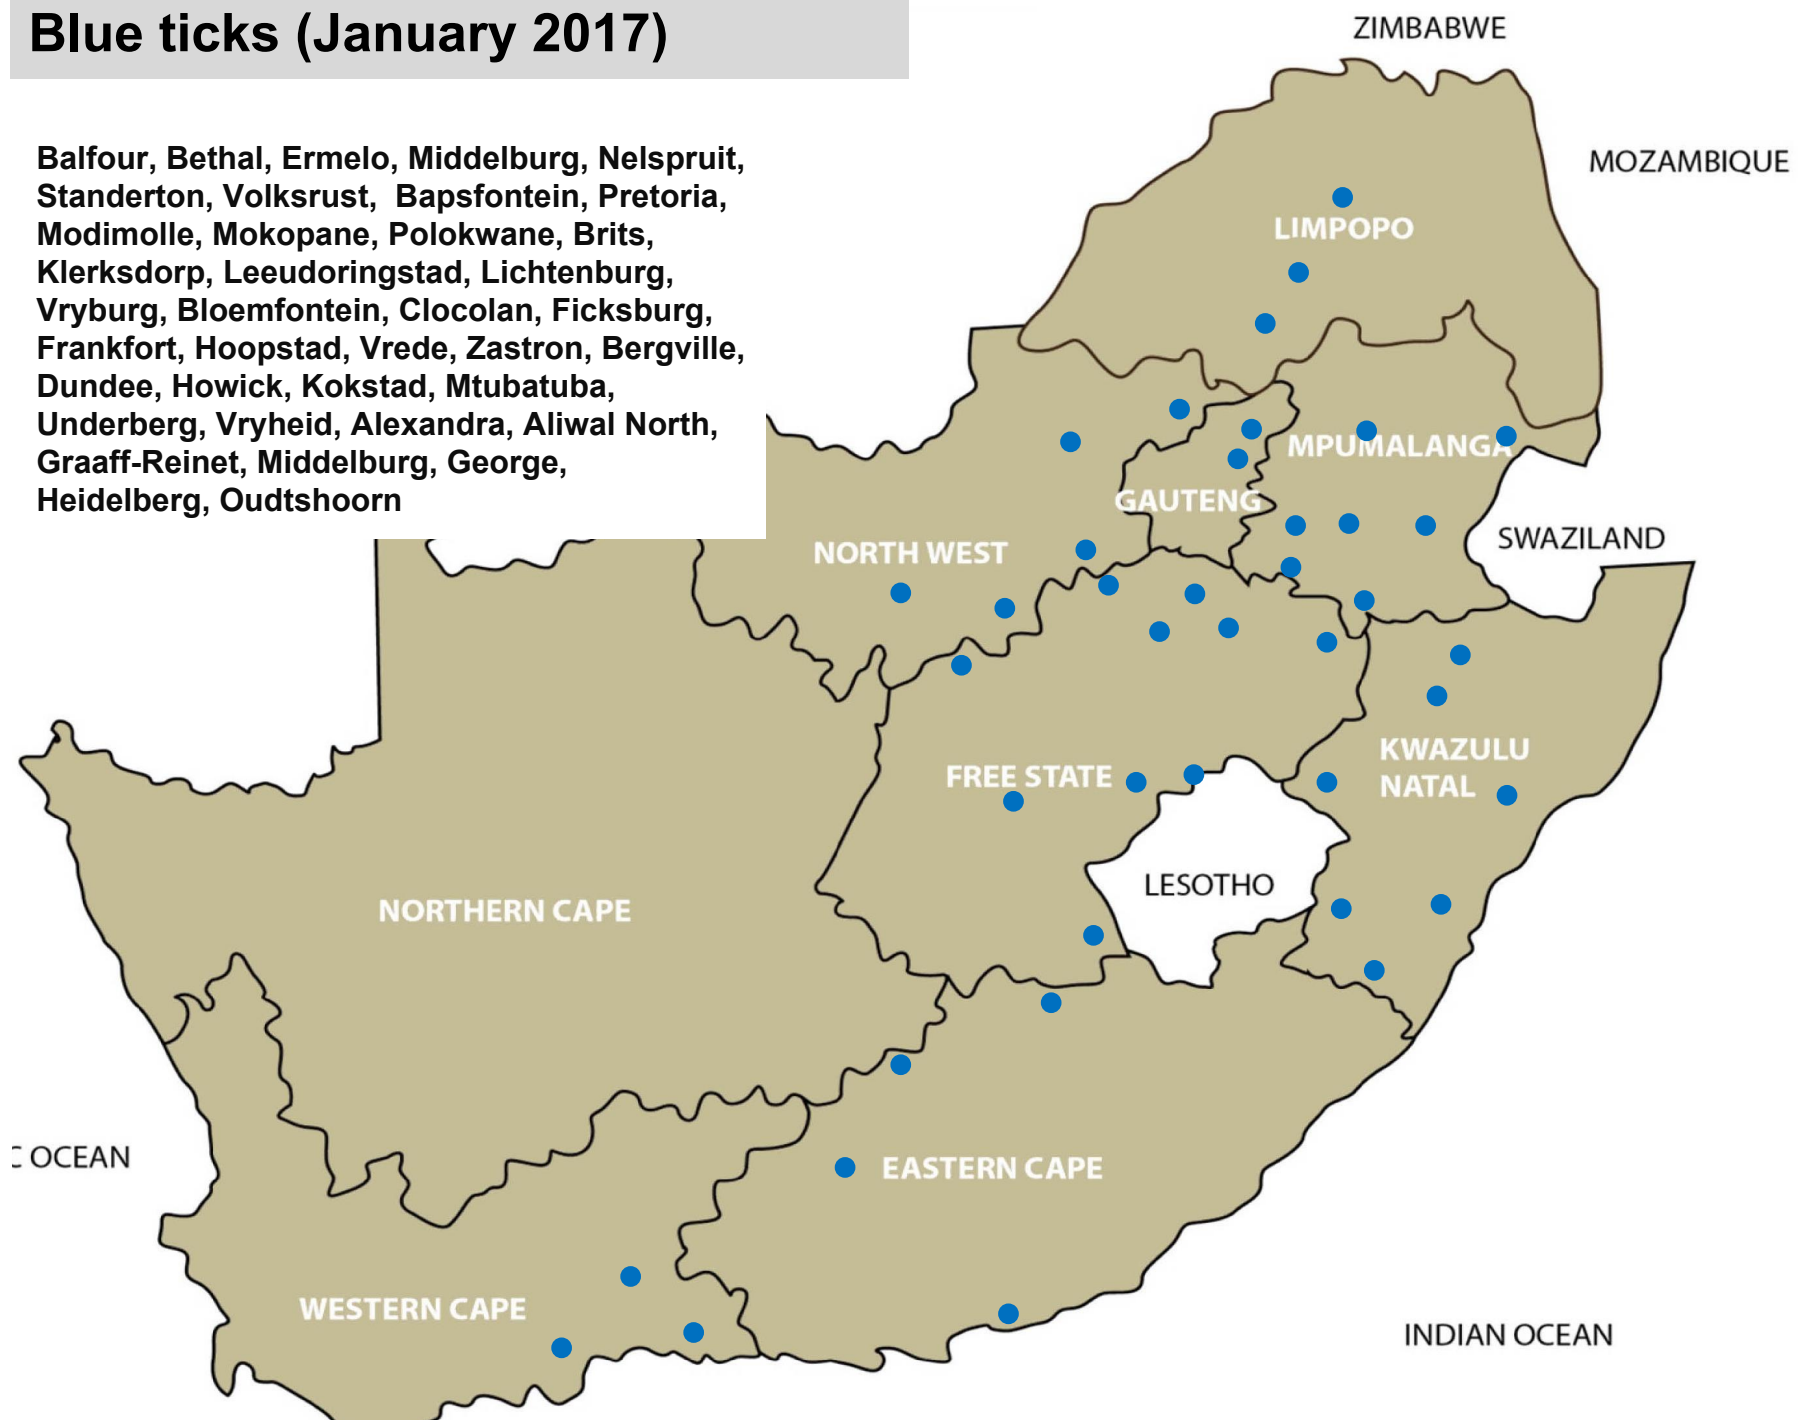 Blue ticks (January 2017)
Balfour, Bethal, Ermelo, Middelburg, Nelspruit,
Standerton, Volksrust, Bapsfontein, Pretoria,
Modimolle, Mokopane, Polokwane, Brits,
Klerksdorp, Leeudoringstad, Lichtenburg,
Vryburg, Bloemfontein, Clocolan, Ficksburg,
Frankfort, Hoopstad, Vrede, Zastron, Bergville,
Dundee, Howick, Kokstad, Mtubatuba,
Underberg, Vryheid, Alexandra, Aliwal North,
Graaff-Reinet, Middelburg, George,
Heidelberg, Oudtshoorn
ZIMBABWE
MOZAMBIQUE
LIMPOPO
MPUMALANGA
GAUTENG
NORTH WEST
SWAZILAND
KWAZULU
NATAL
FREE STATE
LESOTHO
NORTHERN CAPE
C OCEAN
EASTERN CAPE
WESTERN CAPE
INDIAN OCEAN